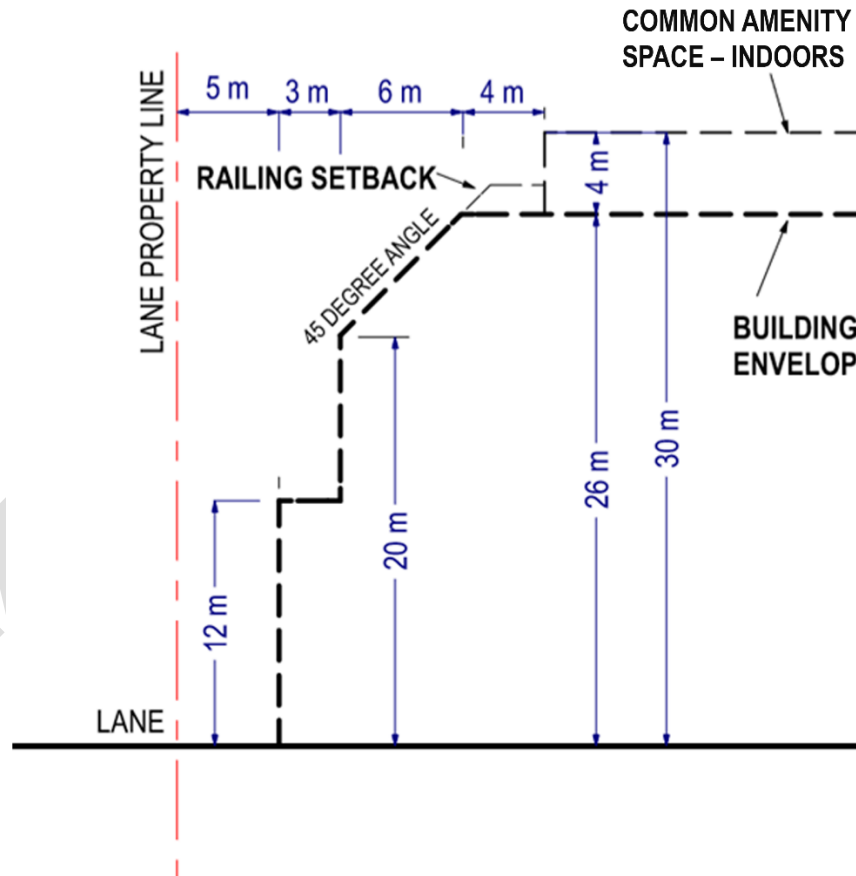 COMMON AMENITY
SPACE – INDOORS
5 m
3 m
6 m
4 m
LANE PROPERTY LINE
RAILING SETBACK
4 m
45 DEGREE ANGLE
BUILDING
ENVELOP
30 m
26 m
20 m
12 m
LANE